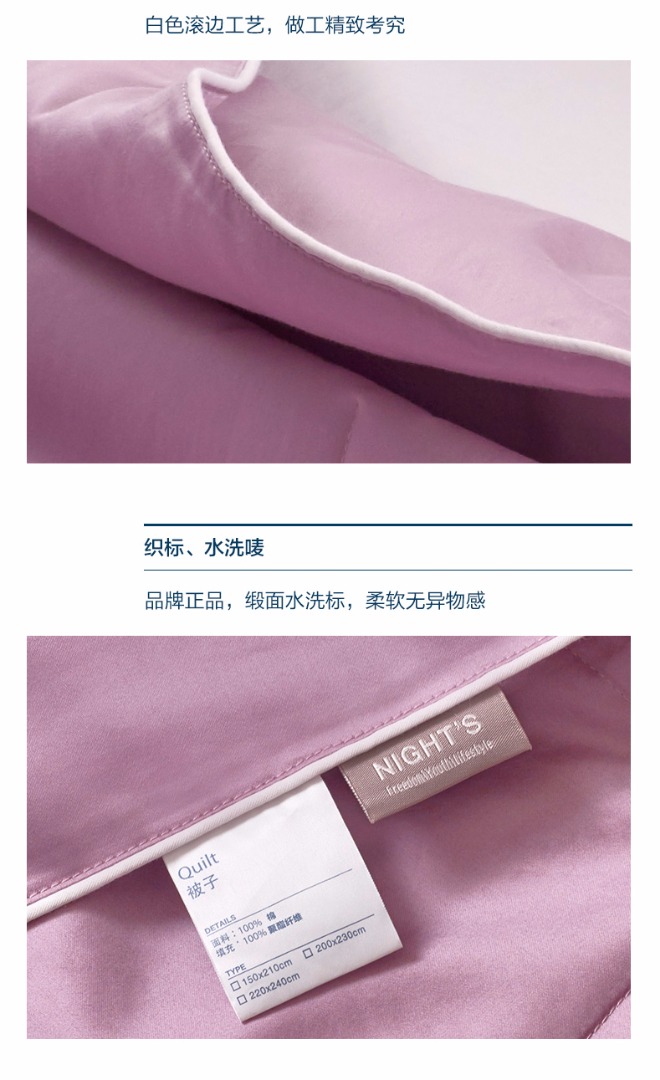 白色滚边工艺，做工精致考究
织标、水洗唛
品牌正品，缎面水洗标，柔软无异物感
NIGHT'S
FreedomYouthlifestyle
Quilt
被子
DETAILS
面料：100% 棉
填充：100% 聚脂纤维
TYPE
□ 150x210cm □ 200x230cm
□ 220x240cm